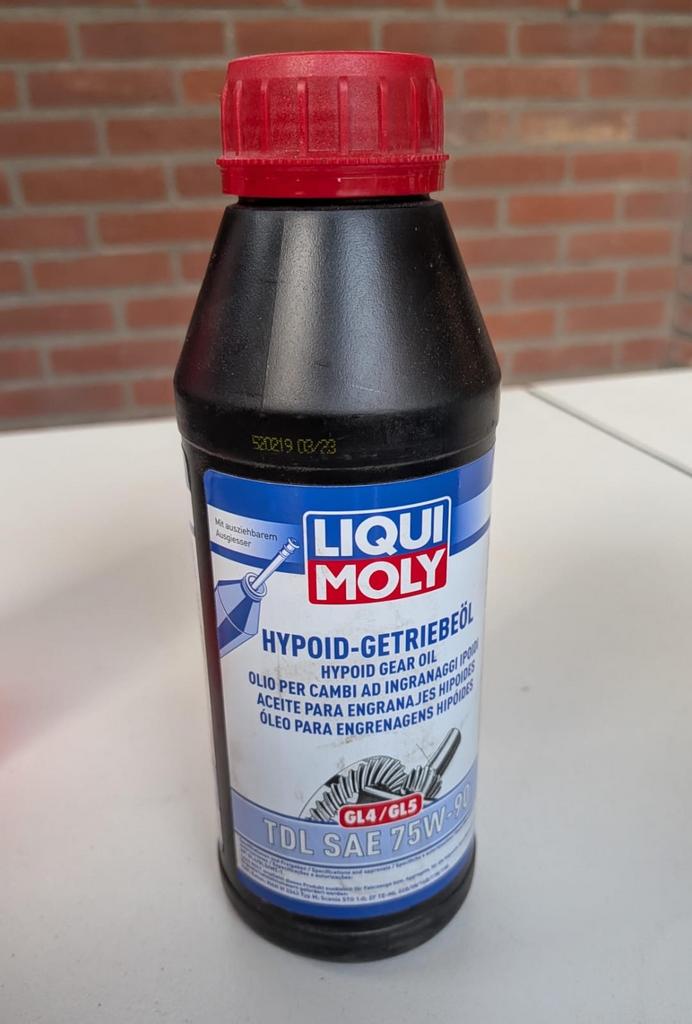 520219 03/23
Mit ausziehbarem
Ausgiesser
LIQUI
MOLY
HYPOID-GETRIEBEÖL
HYPOID GEAR OIL
OLIO PER CAMBI AD INGRANAGGI IPOIDI
ACEITE PARA ENGRANAJES HIPOIDES
ÓLEO PARA ENGRENAGENS HIPÓIDES
GL4/GL5
TDL SAE 75W-90